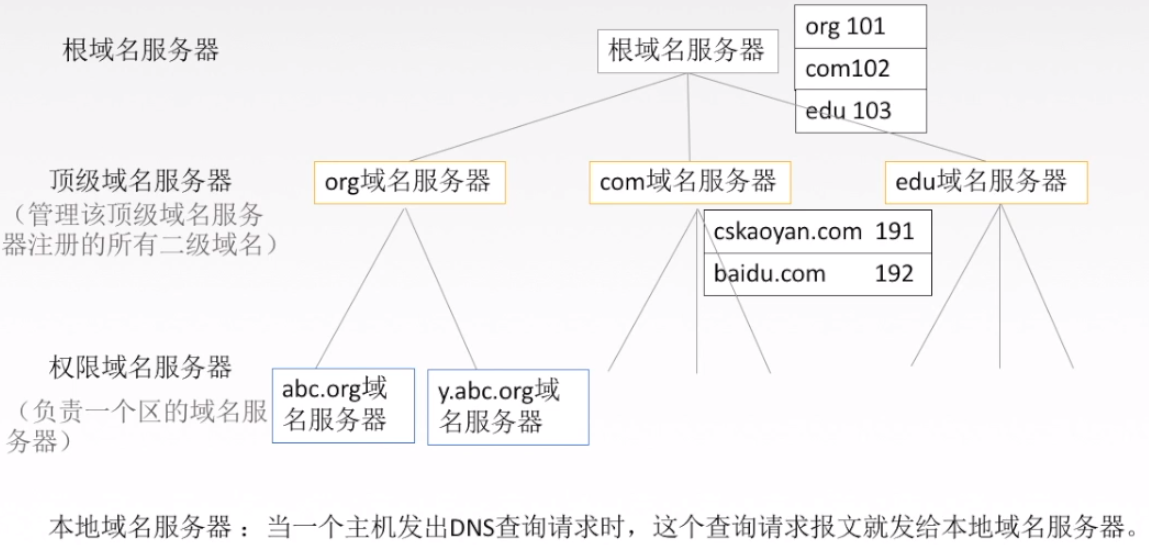 根域名服务器
根域名服务器
org 101
com102
edu 103
顶级域名服务器
（管理该顶级域名服务
器注册的所有二级域名）
org域名服务器
com域名服务器
edu域名服务器
cskaoyan.com 191
baidu.com 192
权限域名服务器
（负责一个区的域名服
务器）
abc.org域
名服务器
y.abc.org域
名服务器
本地域名服务器： 当一个主机发出DNS查询请求时，这个查询请求报文就发给本地域名服务器。